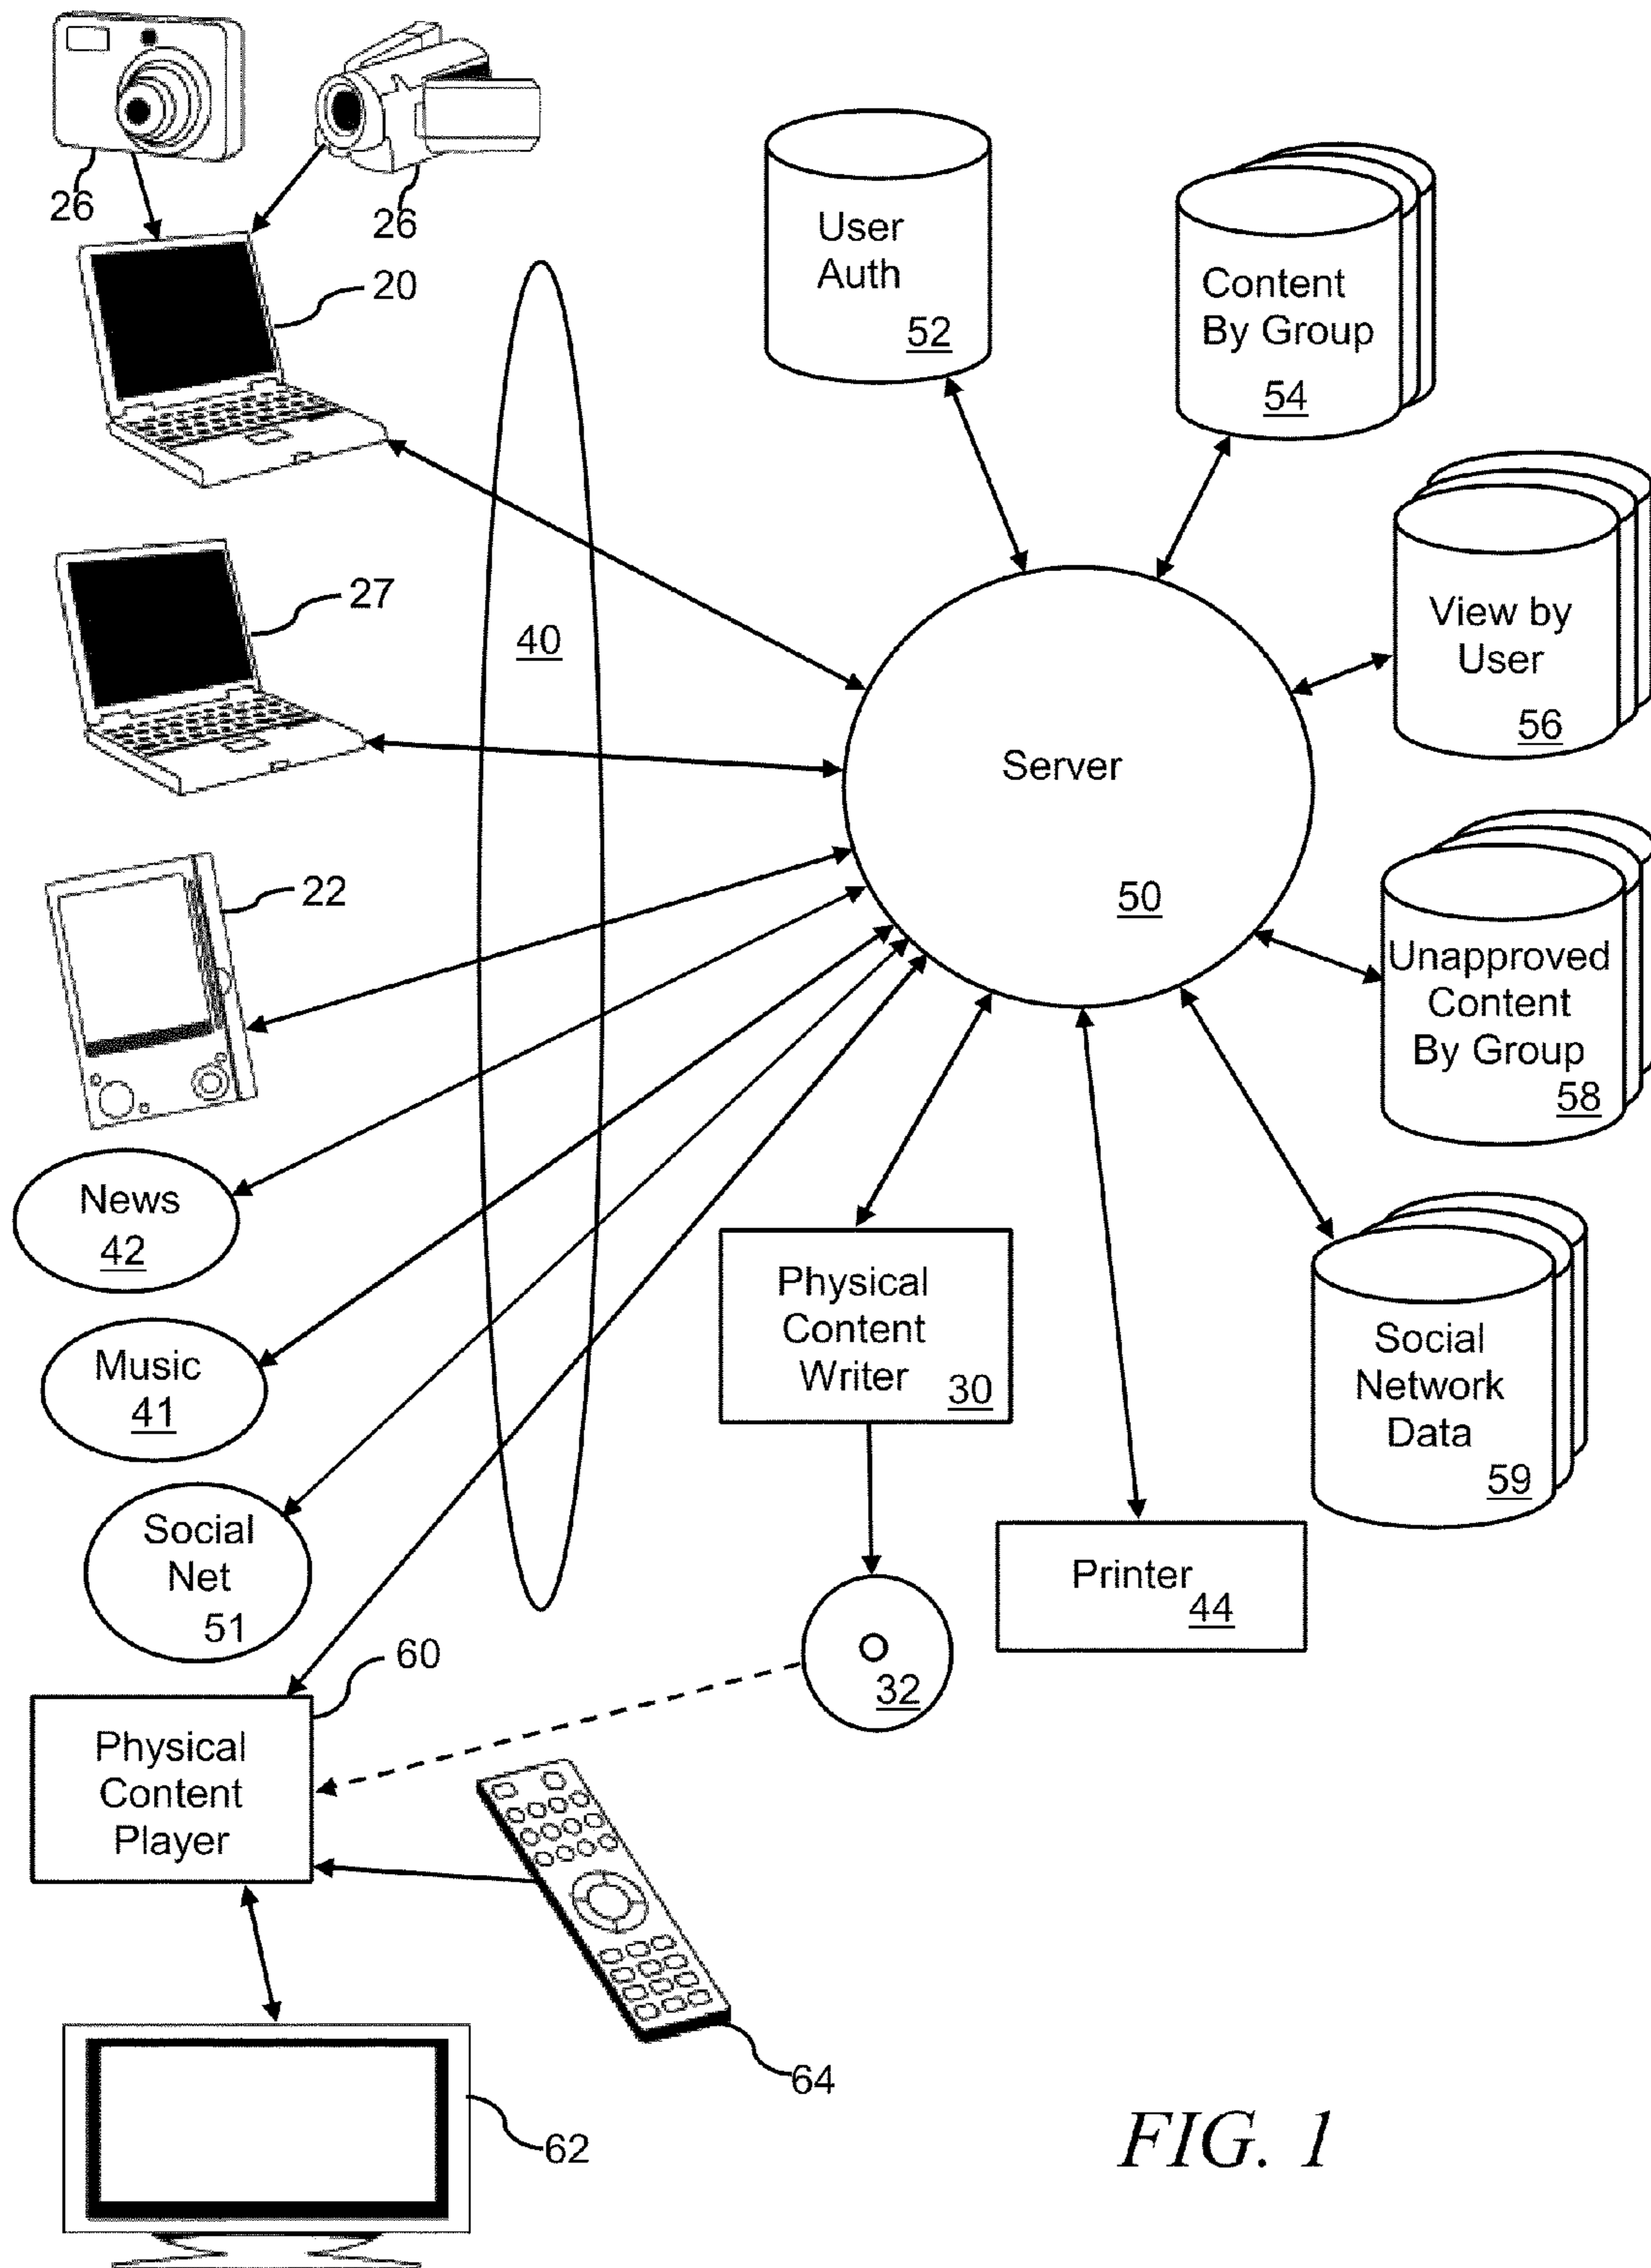 26
26
20
27
22
40
User
Auth
52
Content
By Group
54
View by
User
56
Server
50
Unapproved
Content
By Group
58
News
42
Music
41
Social
Net
51
Physical
Content
Writer
30
Social
Network
Data
59
Printer
44
32
60
Physical
Content
Player
64
62
FIG. 1